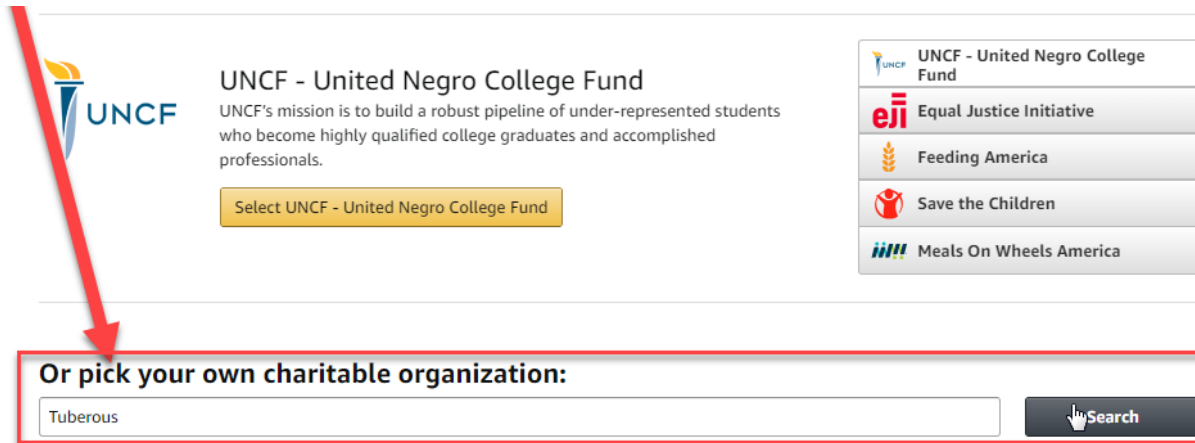 UNCF
UNCF - United Negro College Fund
UNCF's mission is to build a robust pipeline of under-represented students
who become highly qualified college graduates and accomplished
professionals.
Select UNCF - United Negro College Fund
UNCF
UNCF - United Negro College
Fund
eji
Equal Justice Initiative
Feeding America
Save the Children
Meals On Wheels America
Or pick your own charitable organization:
Tuberous
Search